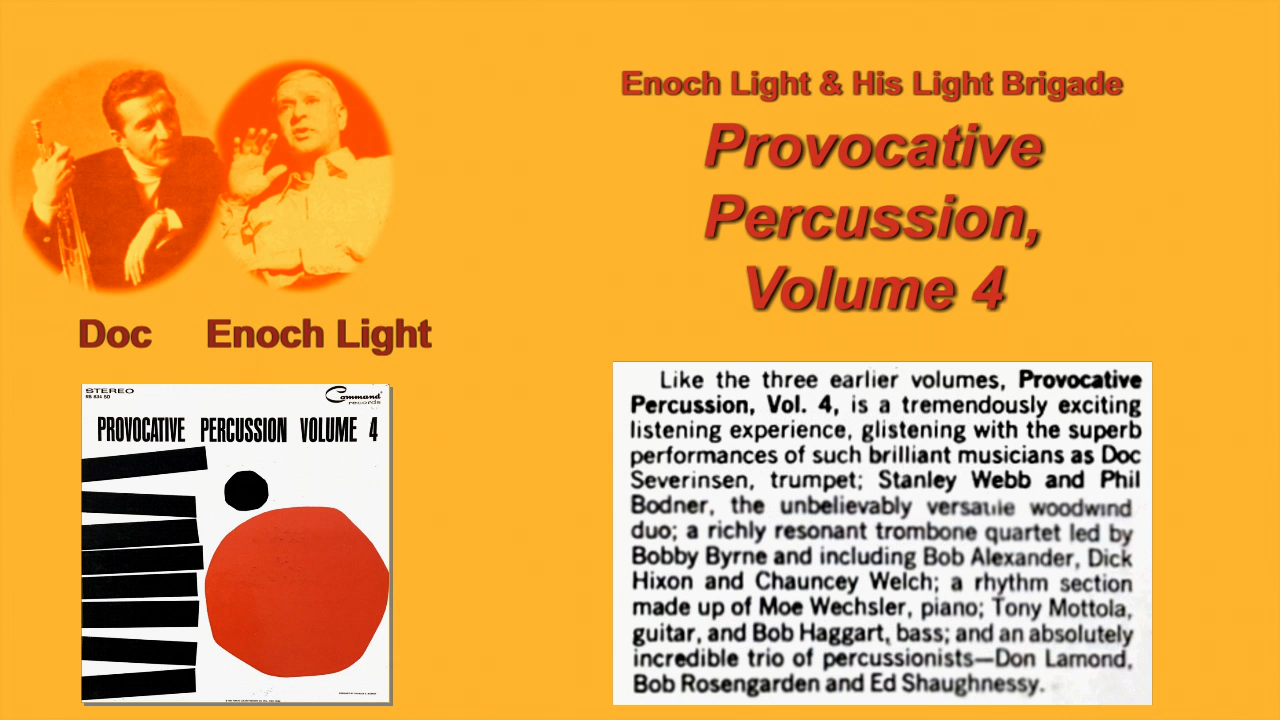 Enoch Light & His Light Brigade
Provocative
Percussion,
Volume 4
Doc Enoch Light
STEREO
RS 834 SD
Command
records
PROVOCATIVE PERCUSSION VOLUME 4
Like the three earlier volumes, Provocative
Percussion, Vol. 4, is a tremendously exciting
listening experience, glistening with the superb
performances of such brilliant musicians as Doc
Severinsen, trumpet; Stanley Webb and Phil
Bodner, the unbelievably versatile woodwind
duo; a richly resonant trombone quartet led by
Bobby Byrne and including Bob Alexander, Dick
Hixon and Chauncey Welch; a rhythm section
made up of Moe Wechsler, piano; Tony Mottola,
guitar, and Bob Haggart, bass; and an absolutely
incredible trio of percussionists—Don Lamond,
Bob Rosengarden and Ed Shaughnessy.